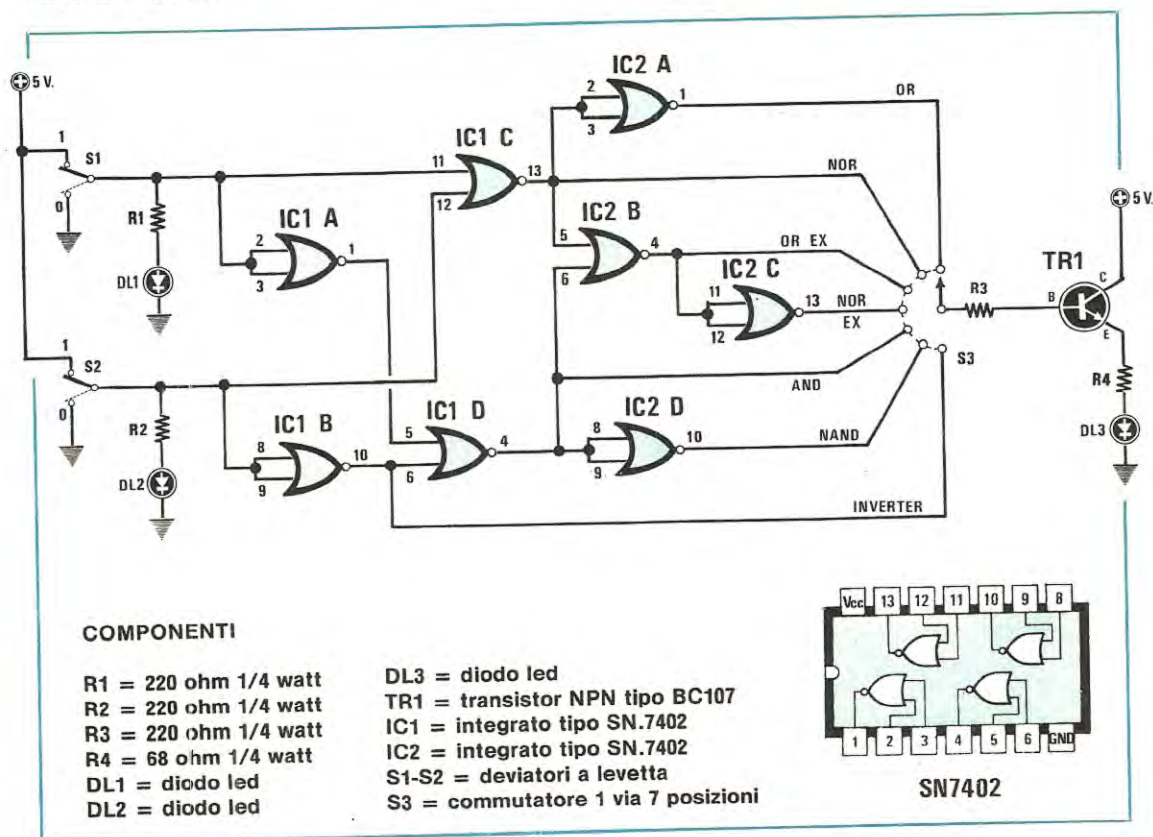 5 V.
IC2 A
2
3
1
OR
1
S1
0
R1
DL1
IC1 A
2
3
1
11
12
IC1 C
13
NOR
5
6
IC2 B
4
OR EX
11
12
IC2 C
13
NOR
EX
5 V.
TR1
C
B
E
R3
R4
DL3
S3
1
S2
0
R2
DL2
IC1 B
8
9
10
IC1 D
5
6
4
AND
IC2 D
8
9
10
NAND
INVERTER
COMPONENTI
R1 = 220 ohm 1/4 watt
R2 = 220 ohm 1/4 watt
R3 = 220 ohm 1/4 watt
R4 = 68 ohm 1/4 watt
DL1 = diodo led
DL2 = diodo led
DL3 = diodo led
TR1 = transistor NPN tipo BC107
IC1 = integrato tipo SN.7402
IC2 = integrato tipo SN.7402
S1-S2 = deviatori a levetta
S3 = commutatore 1 via 7 posizioni
Vcc 13 12 11 10 9 8
1 2 3 4 5 6 GND
SN7402